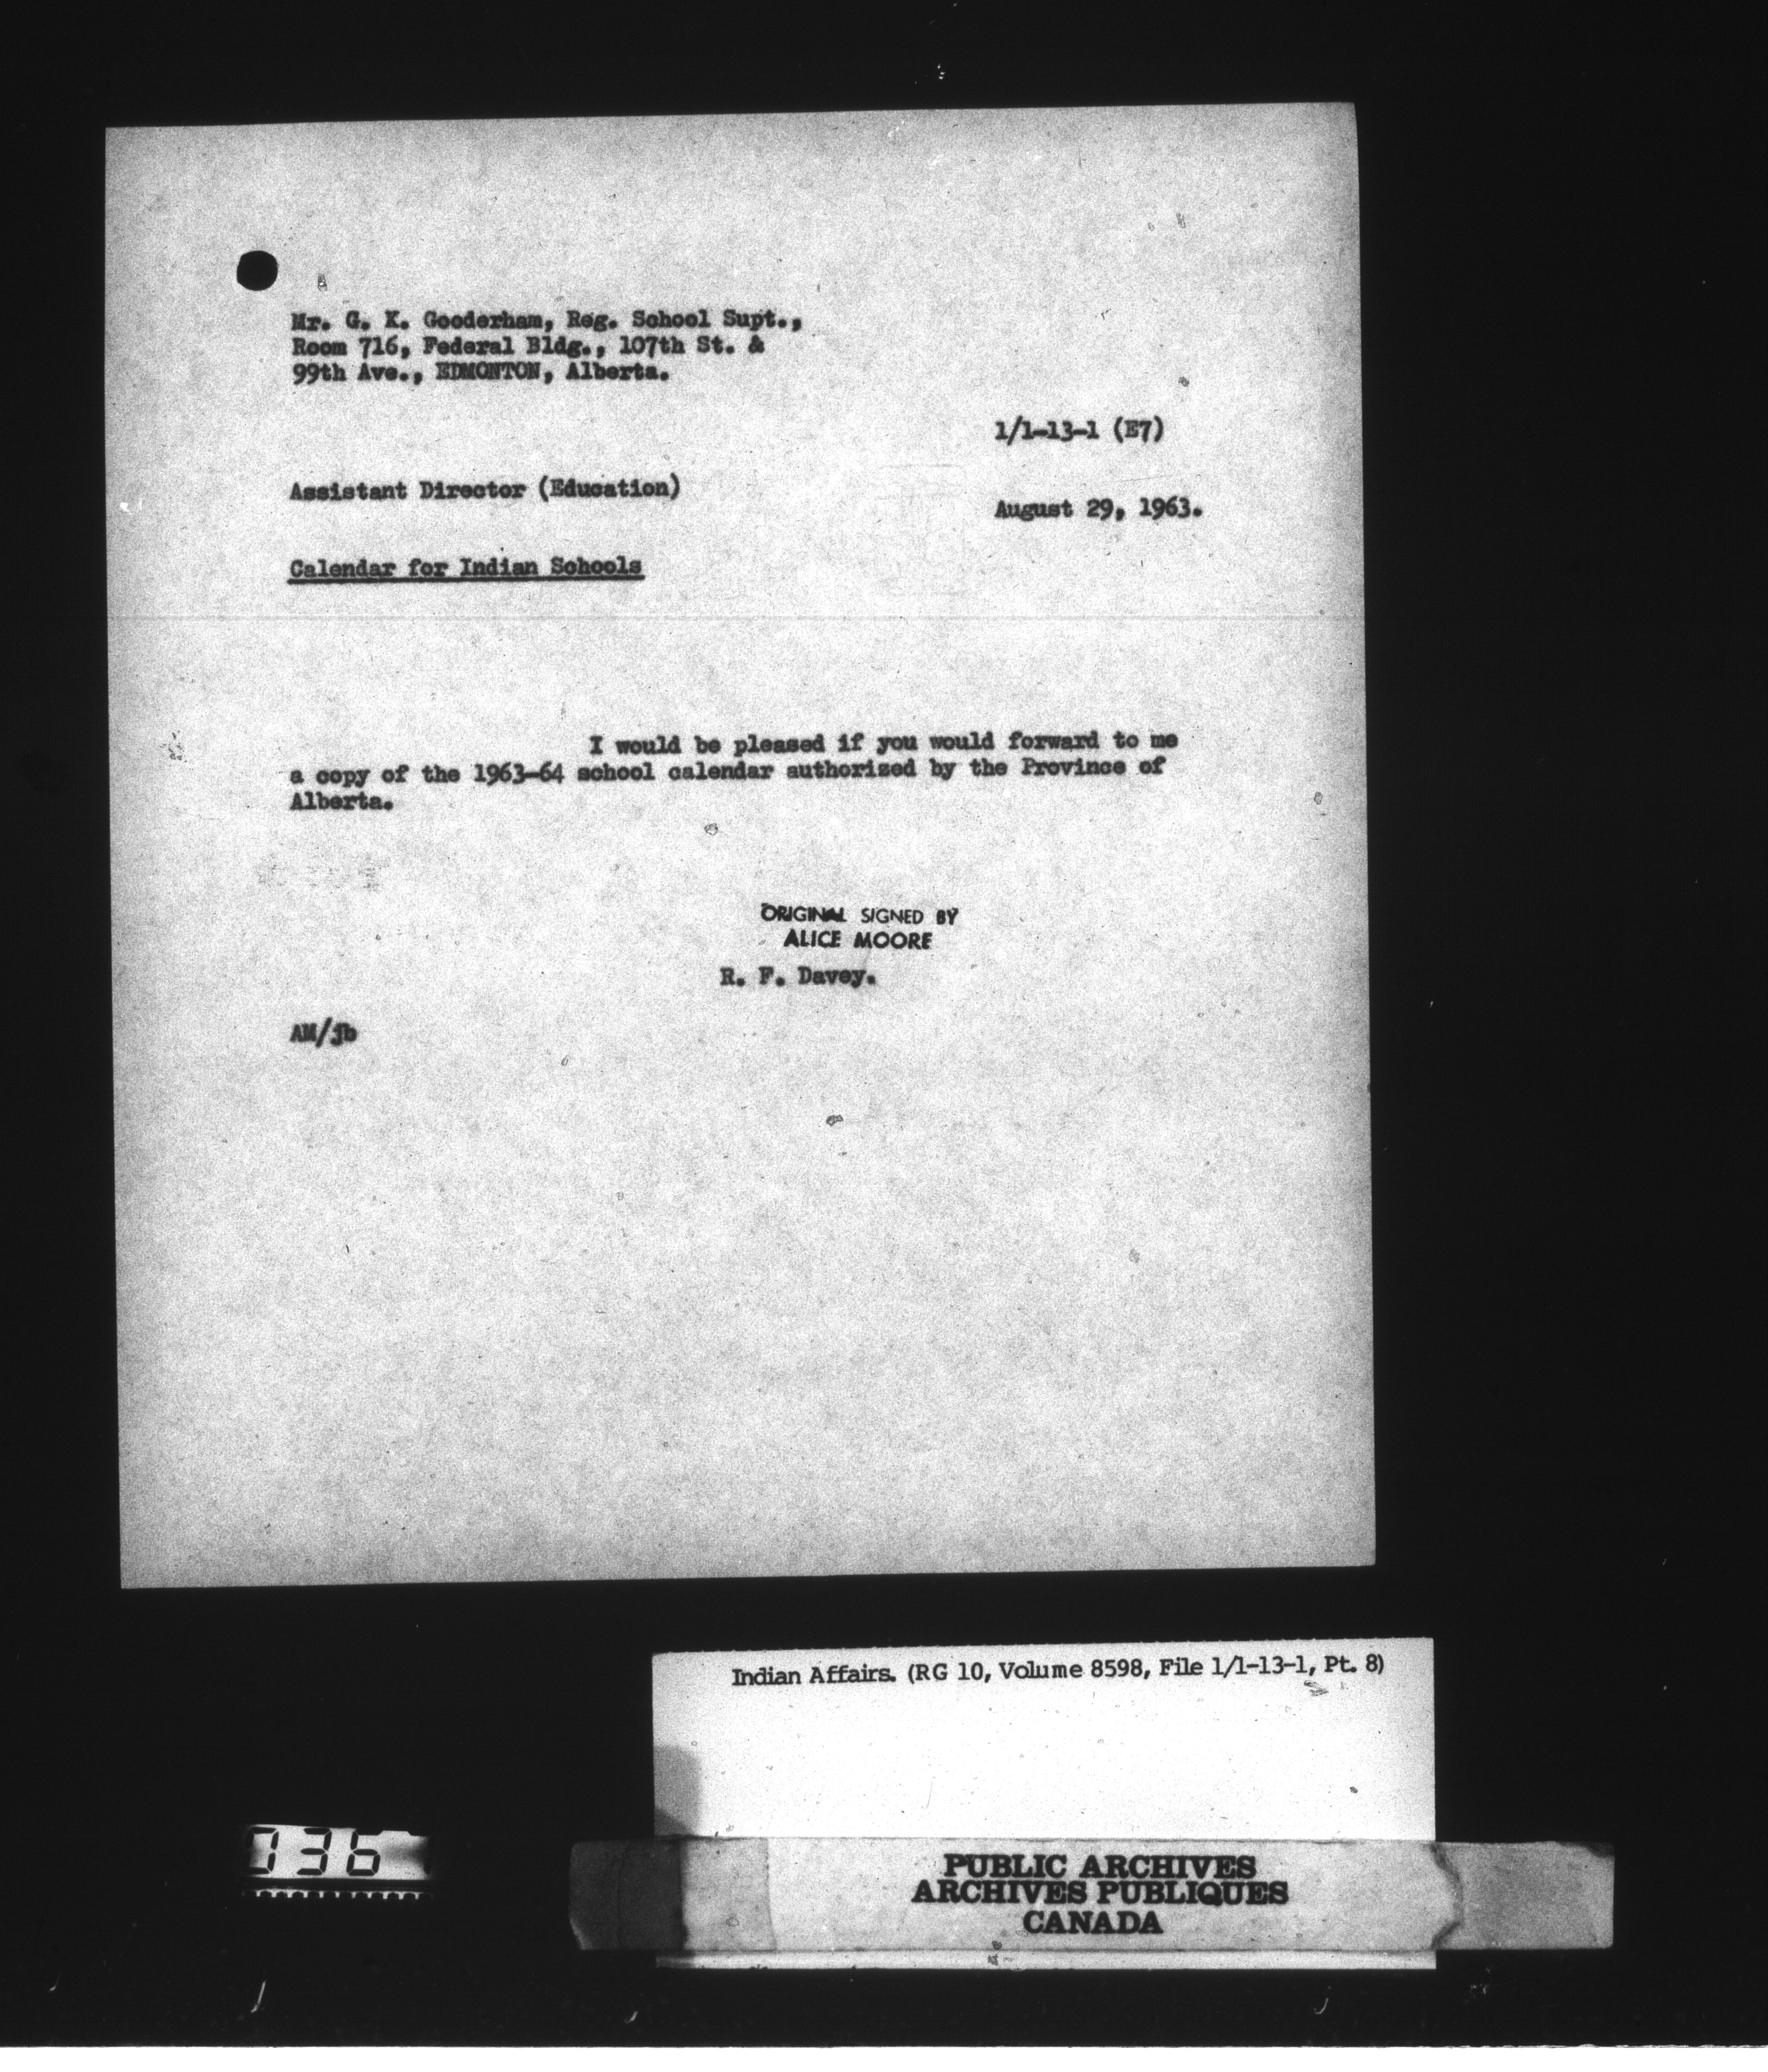 Mr. G. K. Gooderham, Reg. School Supt.,
Room 716, Federal Bldg., 107th St. &
99th Ave., EDMONTON, Alberta.
1/1-13-1 (E7)
Assistant Director (Education)
August 29, 1963.
Calendar for Indian Schools
I would be pleased if you would forward to me
a copy of the 1963-64 school calendar authorized by the Province of
Alberta.
ORIGINAL SIGNED BY
ALICE MOORE
R. F. Davey.
AM/jb
Indian Affairs. (RG 10, Volume 8598, File 1/1-13-1, Pt. 8)
PUBLIC ARCHIVES
ARCHIVES PUBLIQUES
CANADA